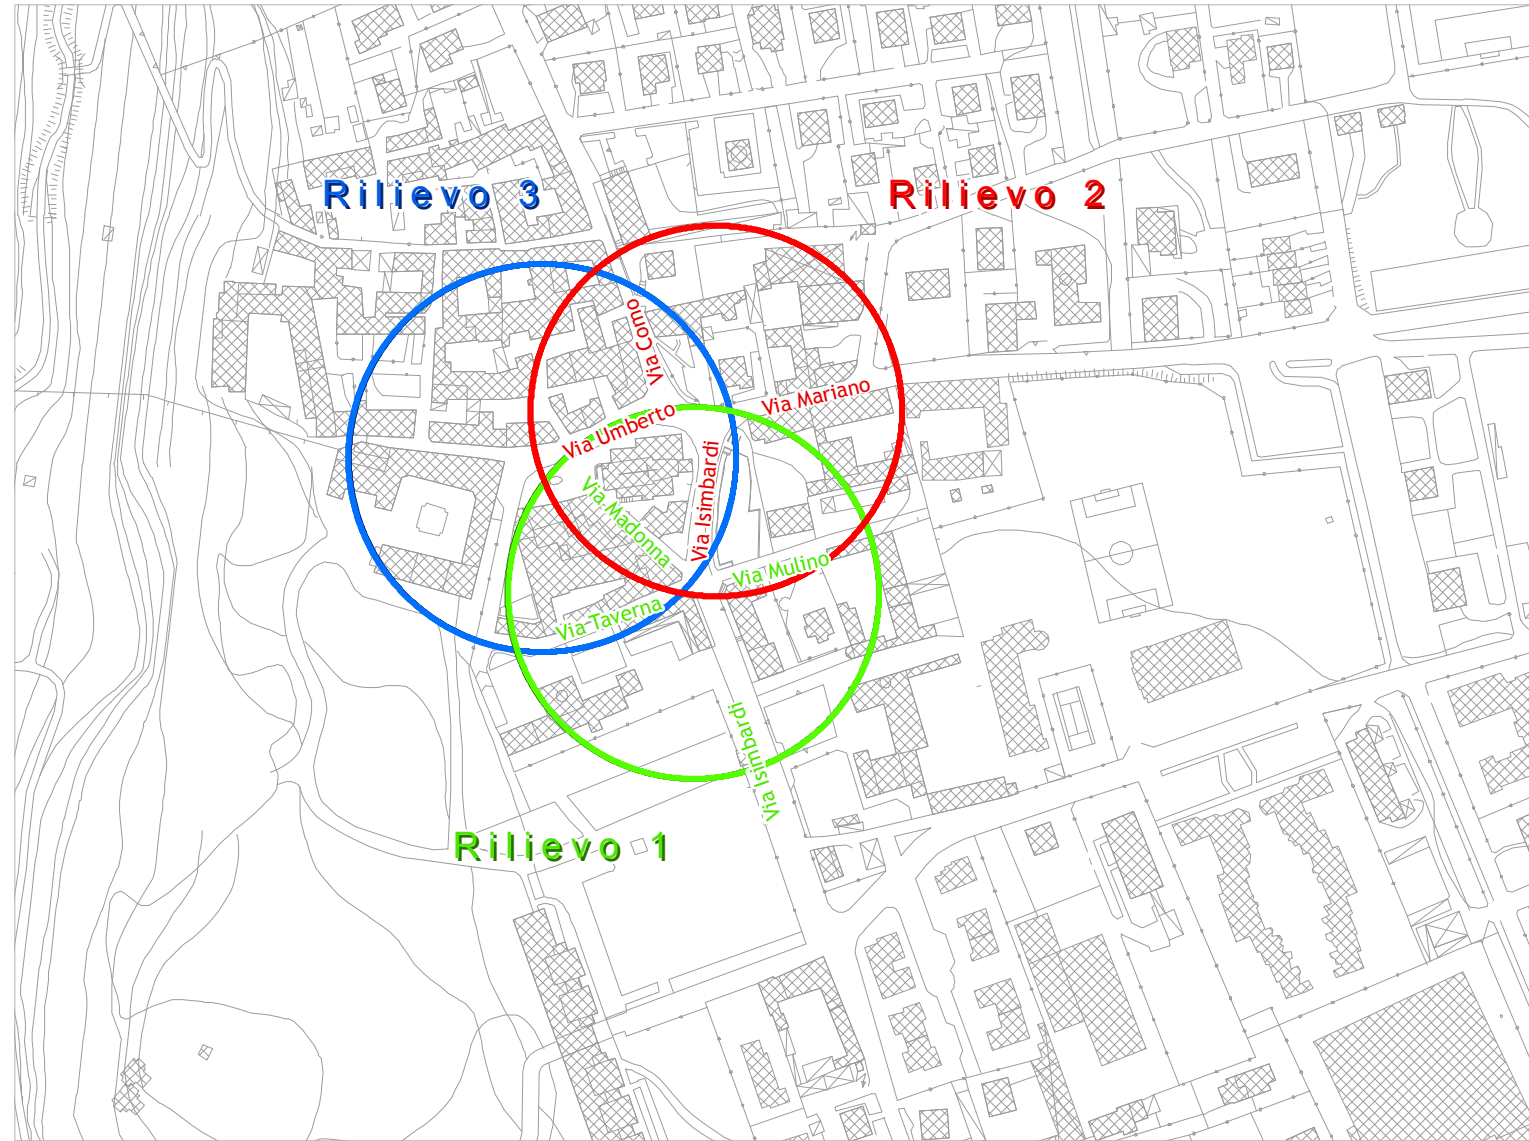 Rilievo 3
Rilievo 2
Via Como
Via Mariano
Via Umberto
Via Isimbardi
Via Madonna
Via Mulino
Via Taverna
Via Isimbardi
Rilievo 1